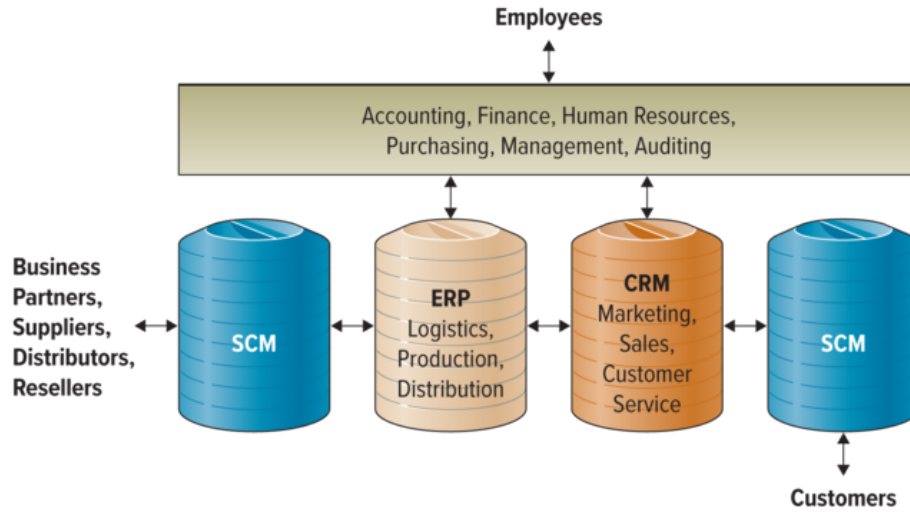 Employees
Accounting, Finance, Human Resources,
Purchasing, Management, Auditing
Business
Partners,
Suppliers,
Distributors,
Resellers
SCM
ERP
Logistics,
Production,
Distribution
CRM
Marketing,
Sales,
Customer
Service
SCM
Customers